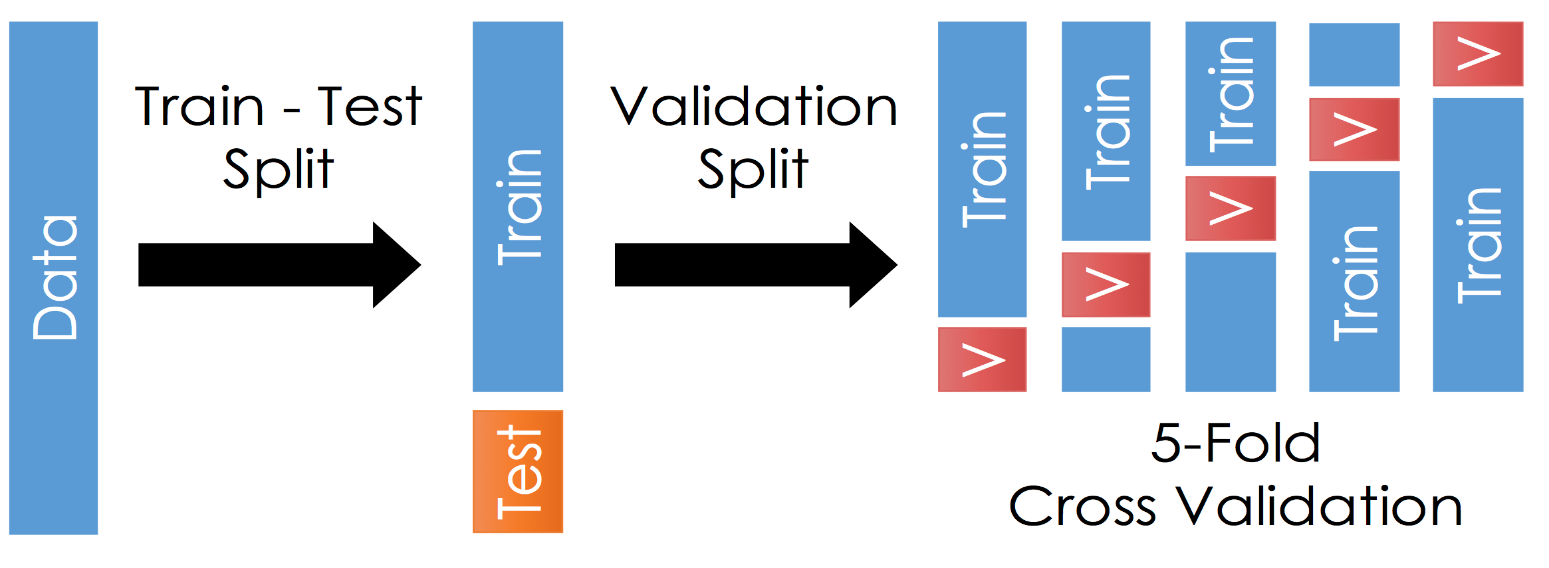 Data
Train - Test
Split
Train
Test
Validation
Split
Train
V
Train
V
Train
V
V
Train
V
Train
5-Fold
Cross Validation